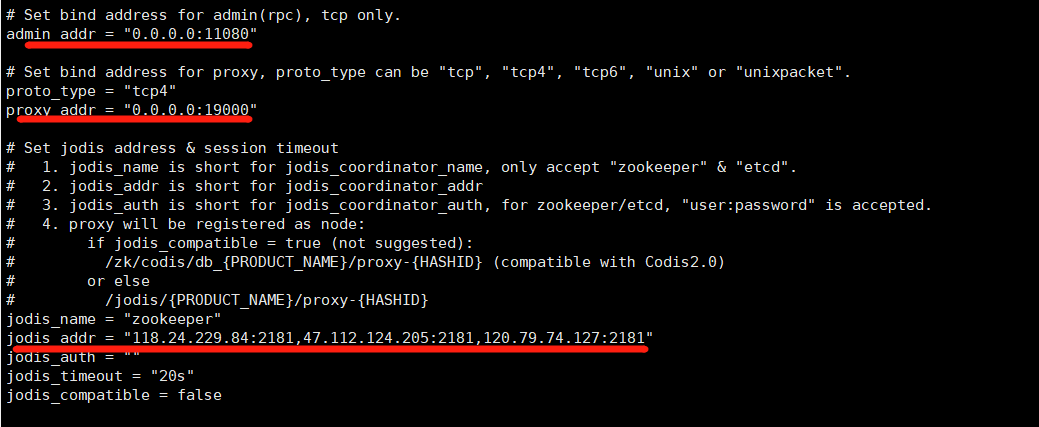 # Set bind address for admin(rpc), tcp only.
admin_addr = "0.0.0.0:11080"
# Set bind address for proxy, proto_type can be "tcp", "tcp4", "tcp6", "unix" or "unixpacket".
proto_type = "tcp4"
proxy_addr = "0.0.0.0:19000"
# Set jodis address & session timeout
#   1. jodis_name is short for jodis_coordinator_name, only accept "zookeeper" & "etcd".
#   2. jodis_addr is short for jodis_coordinator_addr
#   3. jodis_auth is short for jodis_coordinator_auth, for zookeeper/etcd, "user:password" is accepted.
#   4. proxy will be registered as node:
#        if jodis_compatible = true (not suggested):
#          /zk/codis/db_{PRODUCT_NAME}/proxy-{HASHID} (compatible with Codis2.0)
#        or else
#          /jodis/{PRODUCT_NAME}/proxy-{HASHID}
jodis_name = "zookeeper"
jodis_addr = "118.24.229.84:2181,47.112.124.205:2181,120.79.74.127:2181"
jodis_auth = ""
jodis_timeout = "20s"
jodis_compatible = false